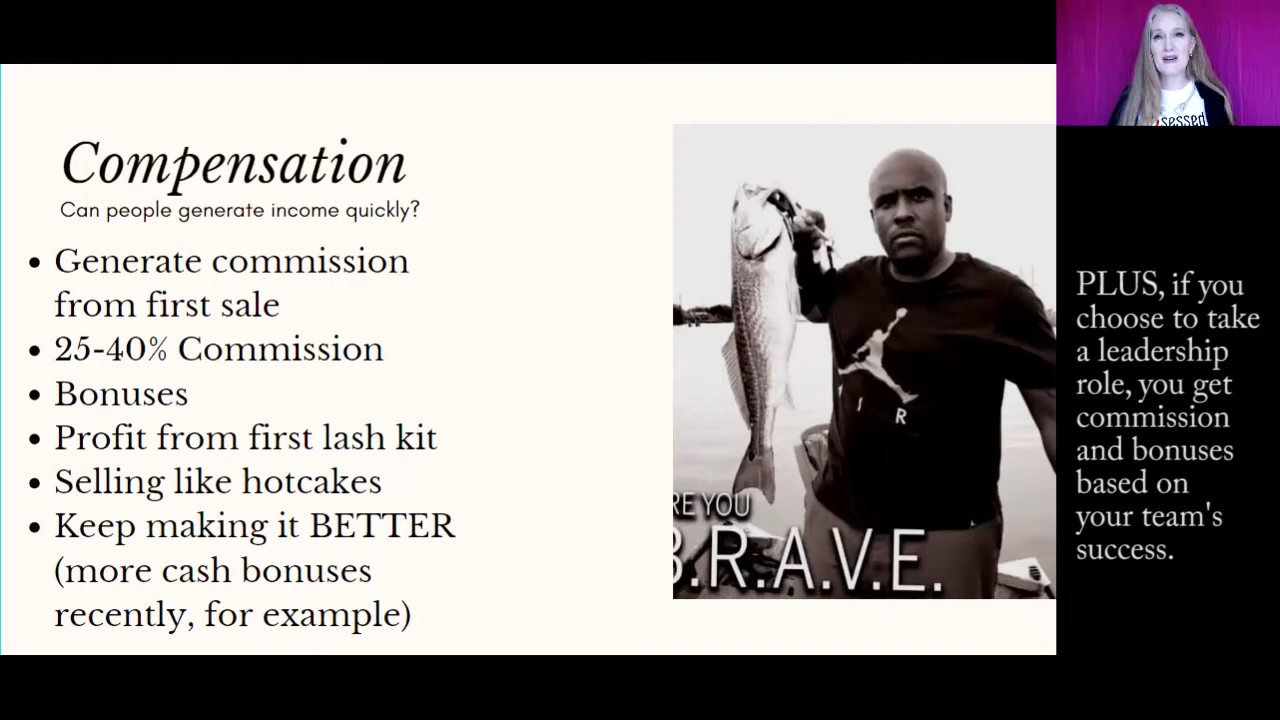 Compensation
Can people generate income quickly?
• Generate commission
from first sale
• 25-40% Commission
• Bonuses
• Profit from first lash kit
• Selling like hotcakes
• Keep making it BETTER
(more cash bonuses
recently, for example)
I R
RE YOU
B.R.A.V.E.
sessed
PLUS, if you
choose to take
a leadership
role, you get
commission
and bonuses
based on
your team's
success.